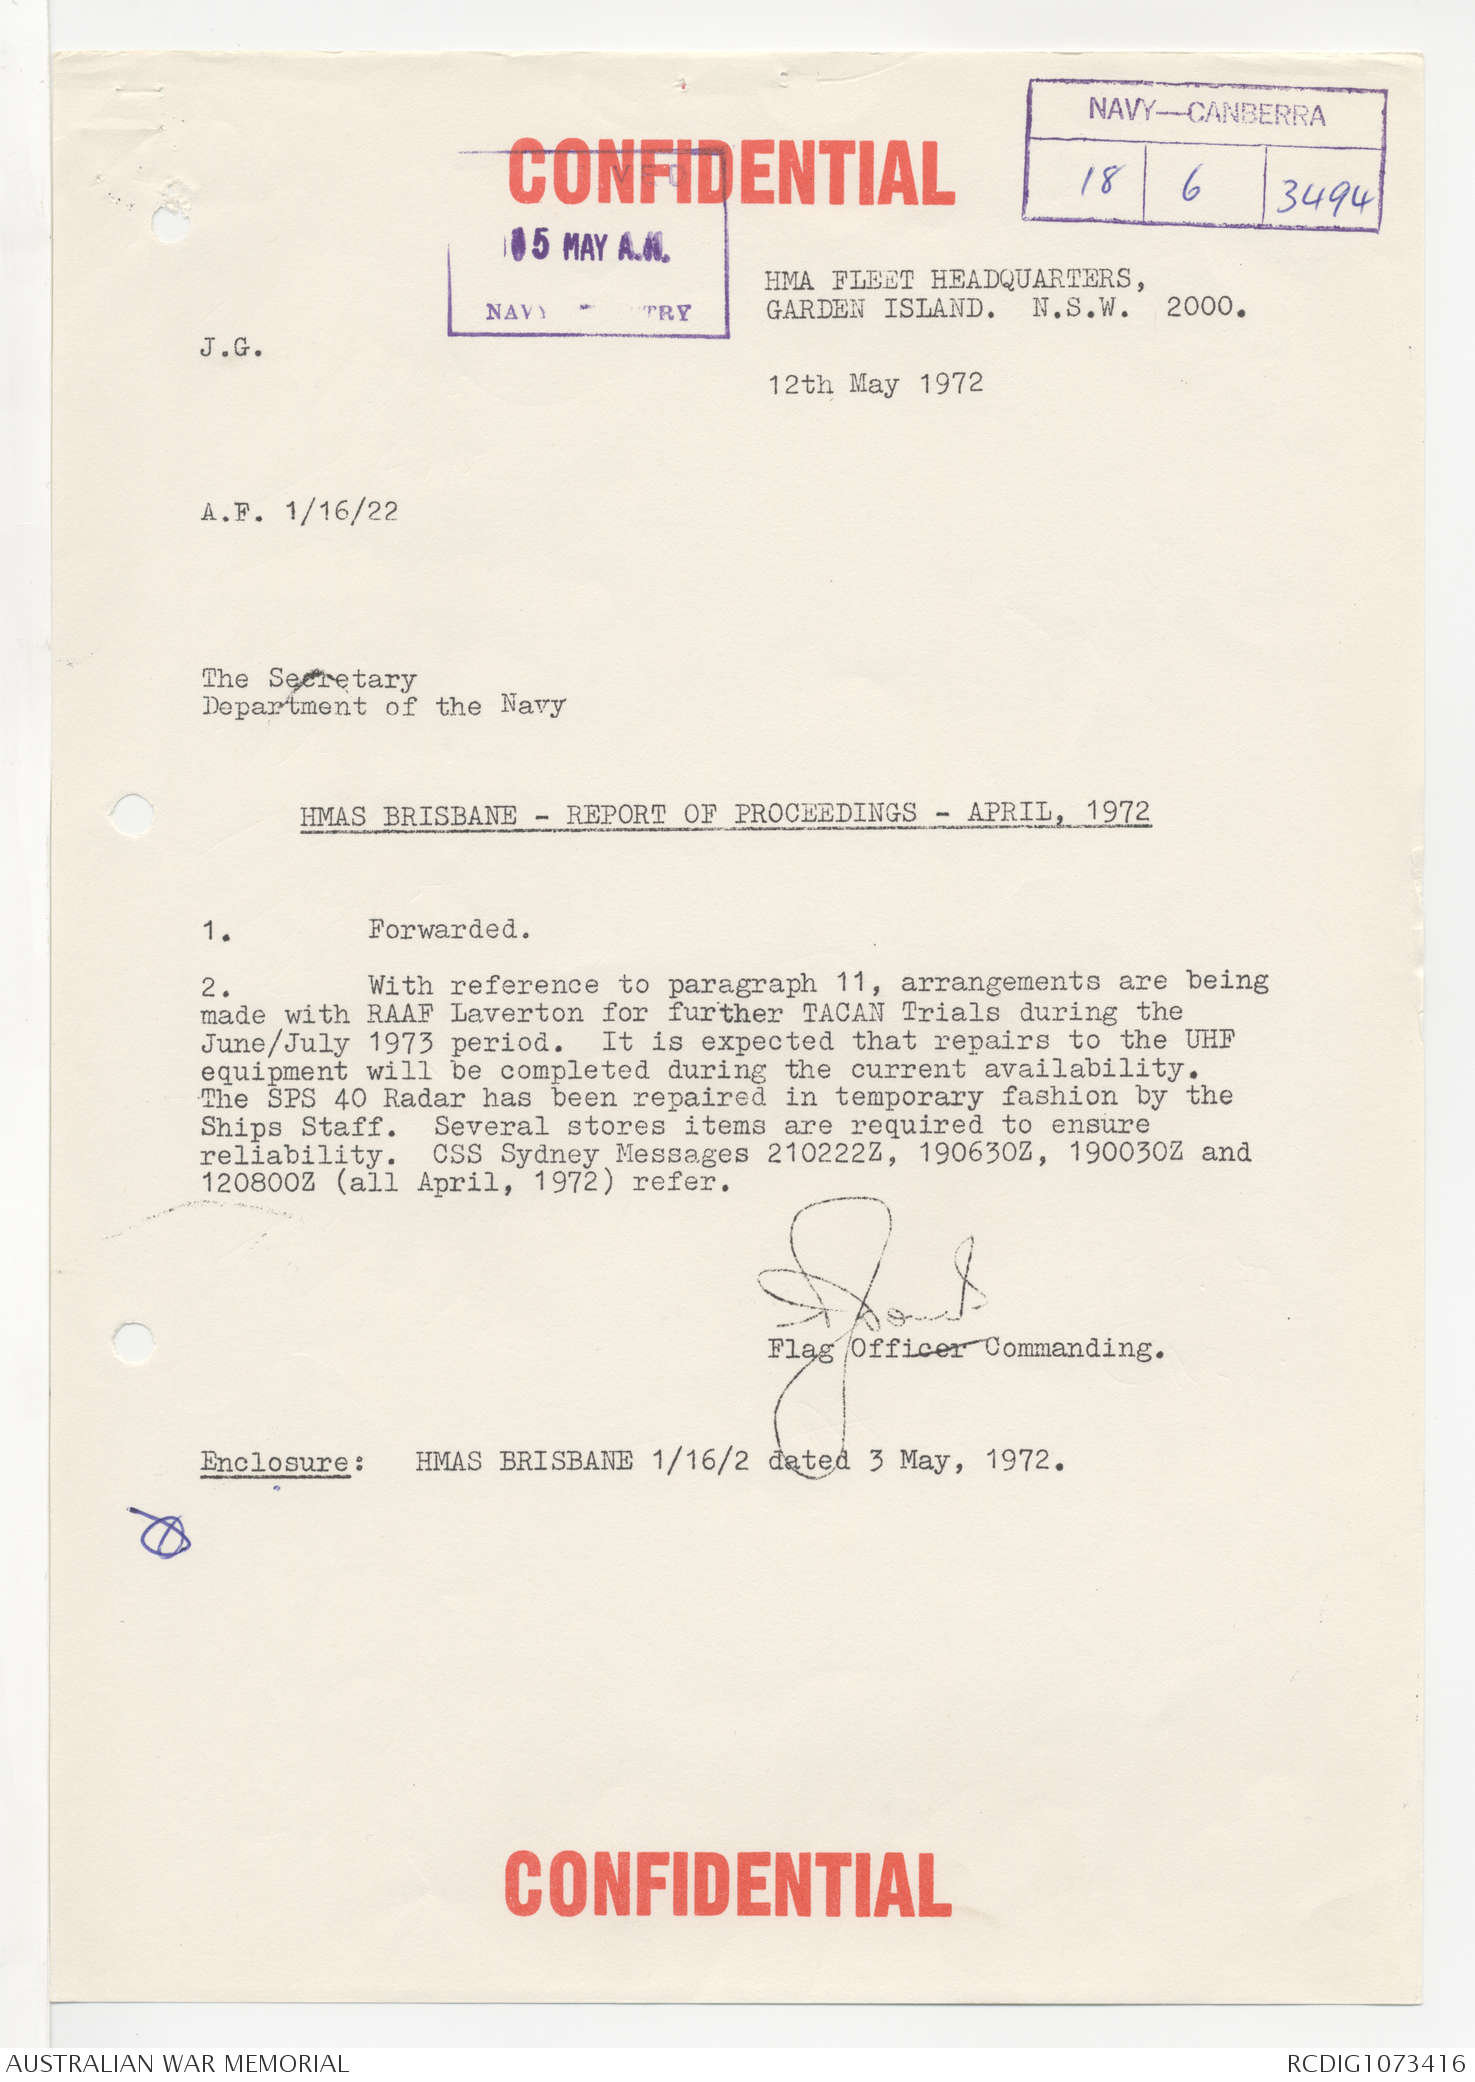 CONFIDENTIAL
NAVY—CANBERRA
18 6 3494
15 MAY A.M.
HMA FLEET HEADQUARTERS,
GARDEN ISLAND. N.S.W. 2000.
J.G.
12th May 1972
A.F. 1/16/22
The Secretary
Department of the Navy
HMAS BRISBANE - REPORT OF PROCEEDINGS - APRIL, 1972
1. Forwarded.
2. With reference to paragraph 11, arrangements are being
made with RAAF Laverton for further TACAN Trials during the
June/July 1973 period. It is expected that repairs to the UHF
equipment will be completed during the current availability.
The SPS 40 Radar has been repaired in temporary fashion by the
Ships Staff. Several stores items are required to ensure
reliability. CSS Sydney Messages 210222Z, 190630Z, 190030Z and
120800Z (all April, 1972) refer.
Flag Officer Commanding.
Enclosure: HMAS BRISBANE 1/16/2 dated 3 May, 1972.
CONFIDENTIAL
AUSTRALIAN WAR MEMORIAL
RCDIG1073416